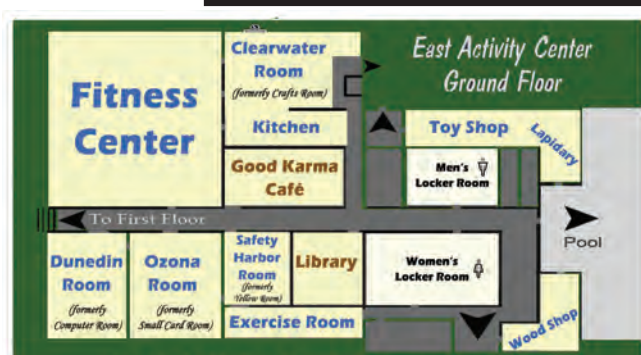 East Activity Center
Ground Floor
Clearwater
Room
(formerly Crafts Room)
Fitness
Center
Kitchen
Toy Shop
Lapidary
Good Karma
Café
Men's
Locker Room
To First Floor
Pool
Dunedin
Room
(formerly
Computer Room)
Ozona
Room
(formerly
Small Card Room)
Safety
Harbor
Room
(formerly
Yellow Room)
Library
Women's
Locker Room
Exercise Room
Wood Shop